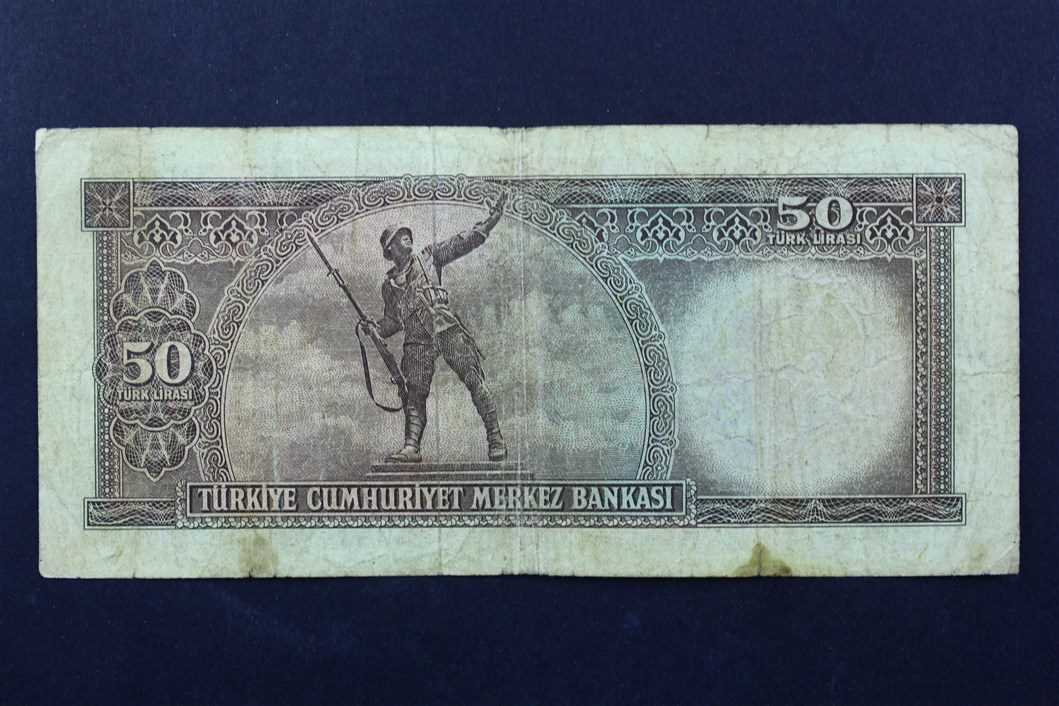 50
TÜRK LİRASI
50
TÜRK LİRASI
TÜRKİYE CUMHURİYET MERKEZ BANKASI